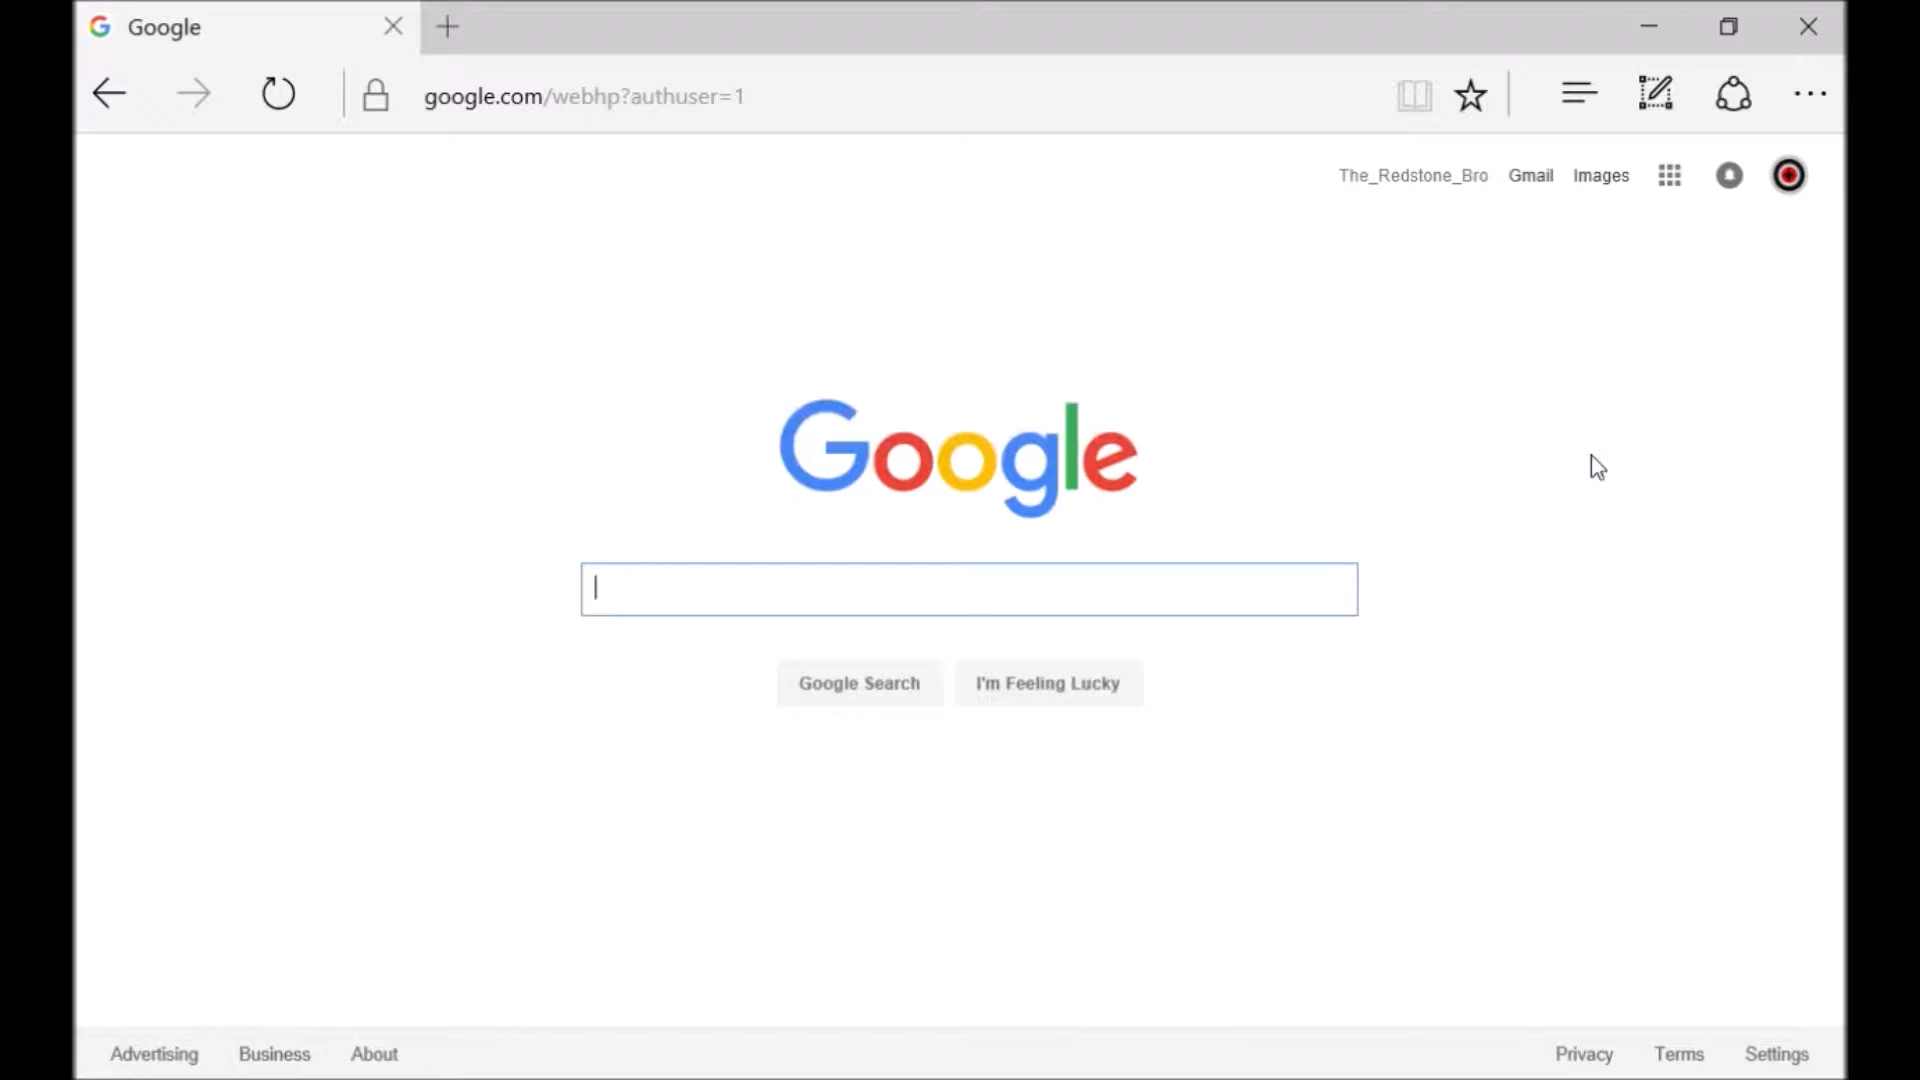 Google
google.com/webhp?authuser=1
The_Redstone_Bro Gmail Images
Google
Google Search I'm Feeling Lucky
Advertising Business About Privacy Terms Settings